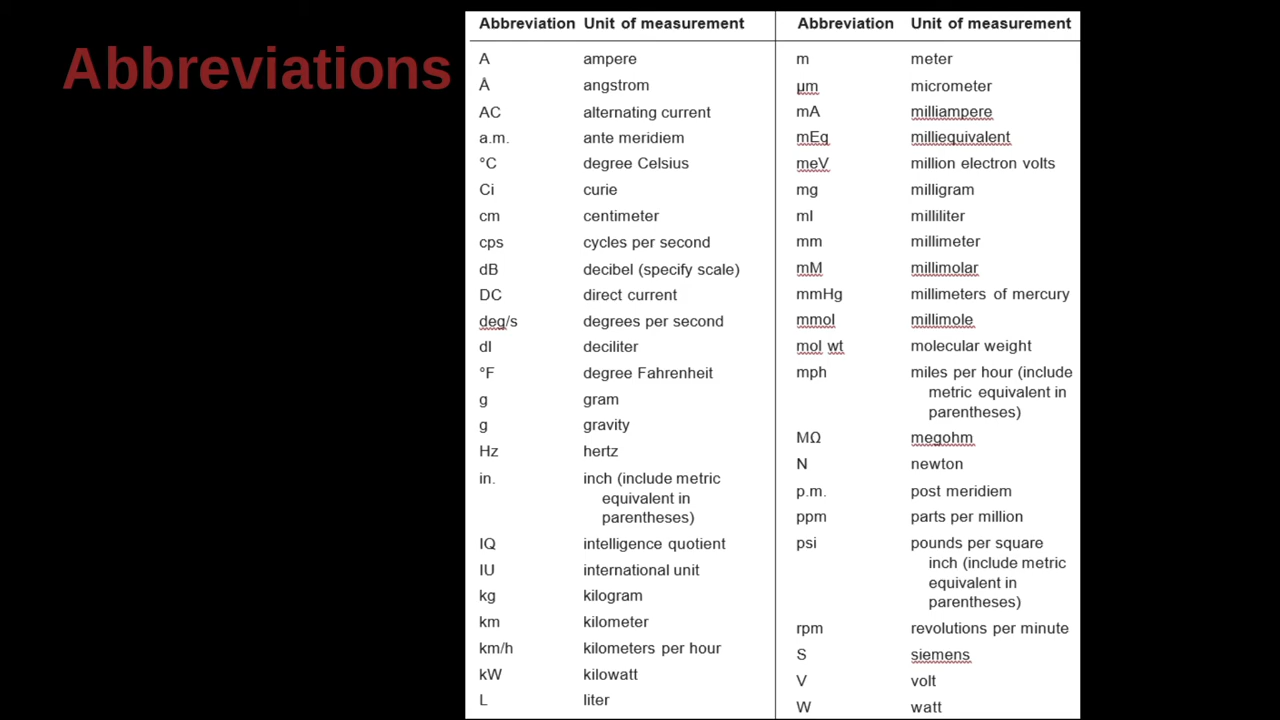 Abbreviations
Abbreviation Unit of measurement
A ampere
Å angstrom
AC alternating current
a.m. ante meridiem
°C degree Celsius
Ci curie
cm centimeter
cps cycles per second
dB decibel (specify scale)
DC direct current
deg/s degrees per second
dl deciliter
°F degree Fahrenheit
g gram
g gravity
Hz hertz
in. inch (include metric
equivalent in
parentheses)
IQ intelligence quotient
IU international unit
kg kilogram
km kilometer
km/h kilometers per hour
kW kilowatt
L liter
Abbreviation Unit of measurement
m meter
µm micrometer
mA milliampere
mEq milliequivalent
meV million electron volts
mg milligram
ml milliliter
mm millimeter
mM millimolar
mmHg millimeters of mercury
mmol millimole
mol wt molecular weight
mph miles per hour (include
metric equivalent in
parentheses)
MΩ megohm
N newton
p.m. post meridiem
ppm parts per million
psi pounds per square
inch (include metric
equivalent in
parentheses)
rpm revolutions per minute
S siemens
V volt
W watt